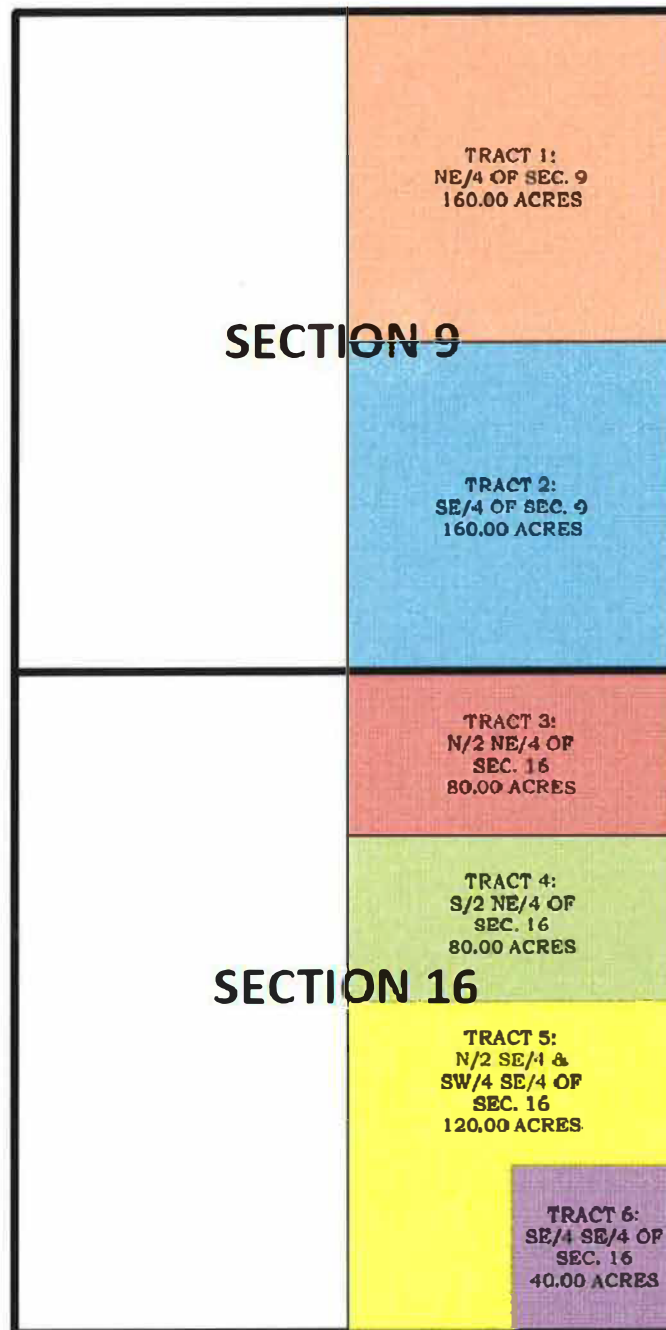 TRACT 1:
NE/4 OF SEC. 9
160.00 ACRES
SECTION 9
TRACT 2:
SE/4 OF SEC. 9
160.00 ACRES
TRACT 3:
N/2 NE/4 OF
SEC. 16
80.00 ACRES
TRACT 4:
S/2 NE/4 OF
SEC. 16
80.00 ACRES
SECTION 16
TRACT 5:
N/2 SE/4 &
SW/4 SE/4 OF
SEC. 16
120.00 ACRES
TRACT 6:
SE/4 SE/4 OF
SEC. 16
40.00 ACRES